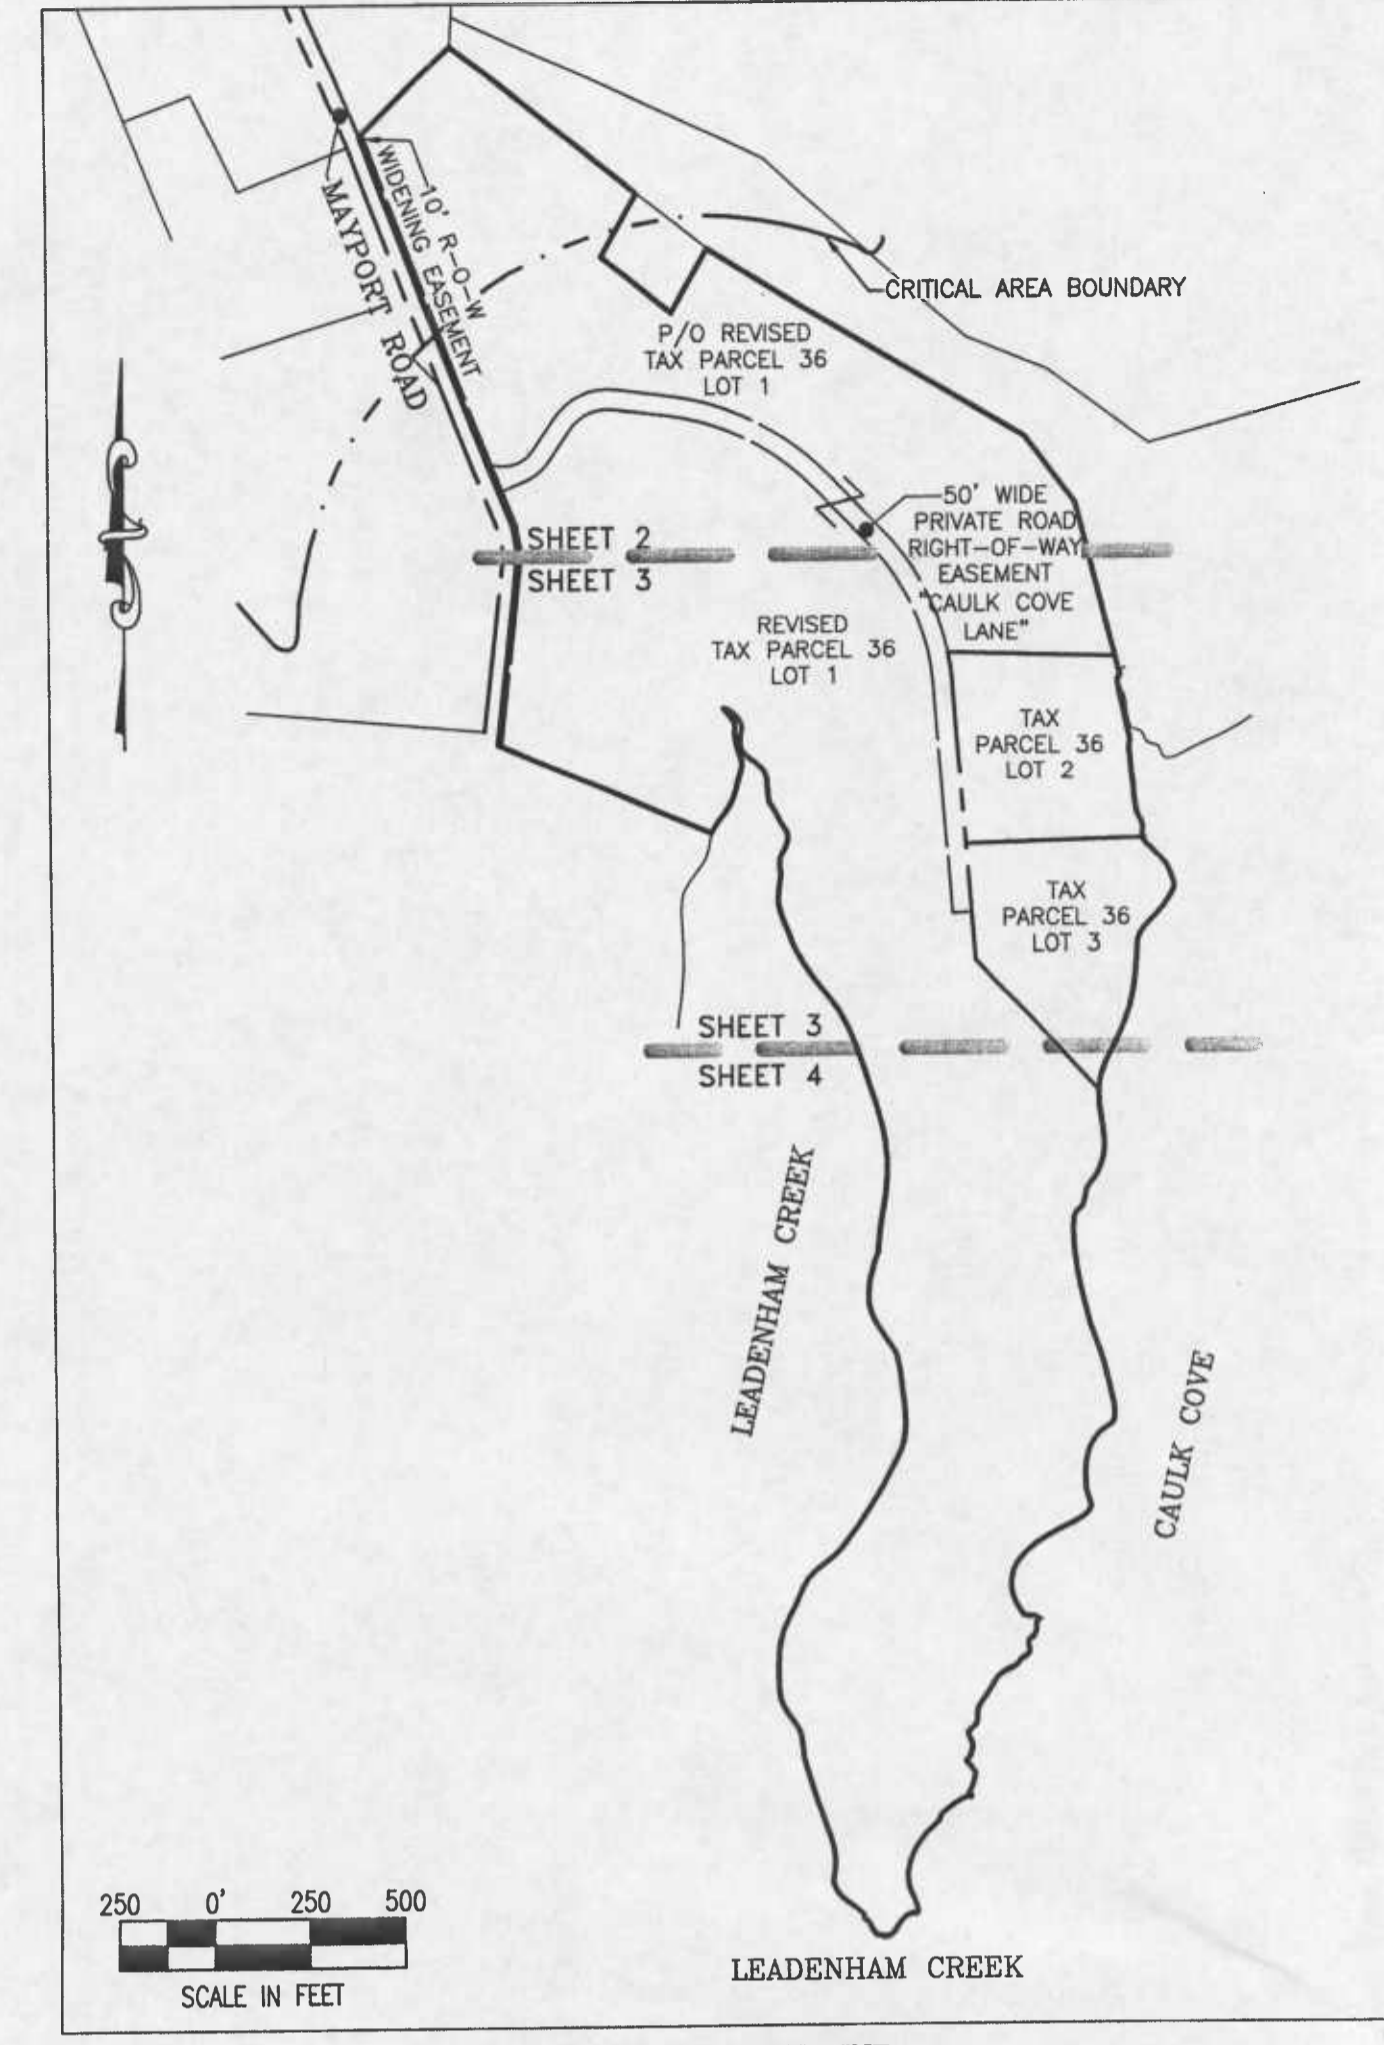 MAYPORT ROAD
10' R-O-W
WIDENING EASEMENT
CRITICAL AREA BOUNDARY
P/O REVISED
TAX PARCEL 36
LOT 1
50' WIDE
PRIVATE ROAD
RIGHT-OF-WAY
EASEMENT
"CAULK COVE
LANE"
SHEET 2
SHEET 3
REVISED
TAX PARCEL 36
LOT 1
TAX
PARCEL 36
LOT 2
TAX
PARCEL 36
LOT 3
SHEET 3
SHEET 4
LEADENHAM CREEK
CAULK COVE
250 0' 250 500
SCALE IN FEET
LEADENHAM CREEK